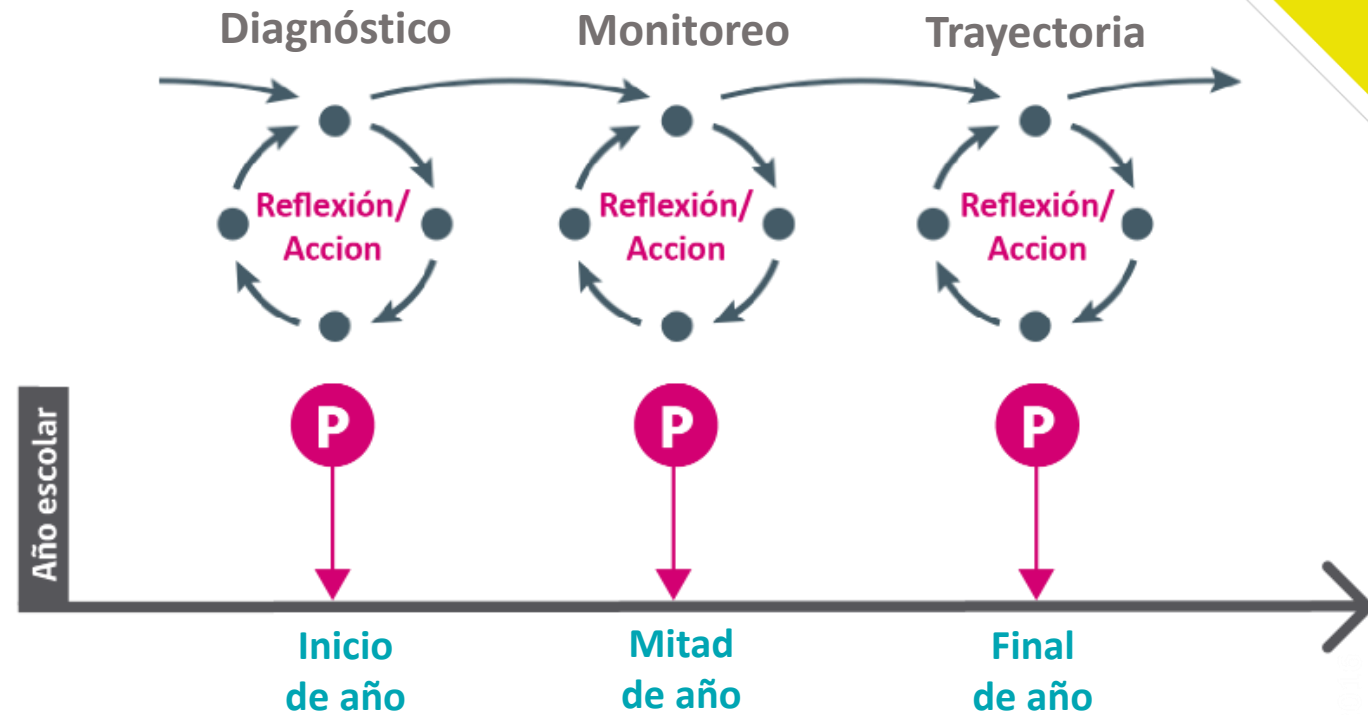 Diagnóstico
Monitoreo
Trayectoria
Reflexión/
Accion
Reflexión/
Accion
Reflexión/
Accion
Año escolar
P
P
P
Inicio
de año
Mitad
de año
Final
de año